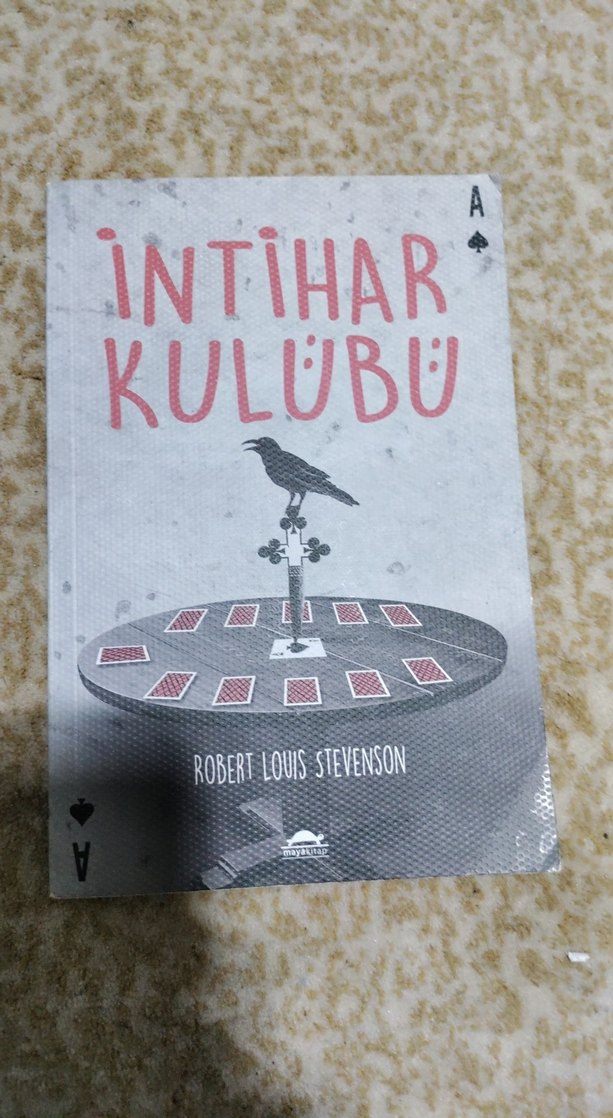 A
İNTİHAR
KULÜBÜ
ROBERT LOUIS STEVENSON
mayakitap
A